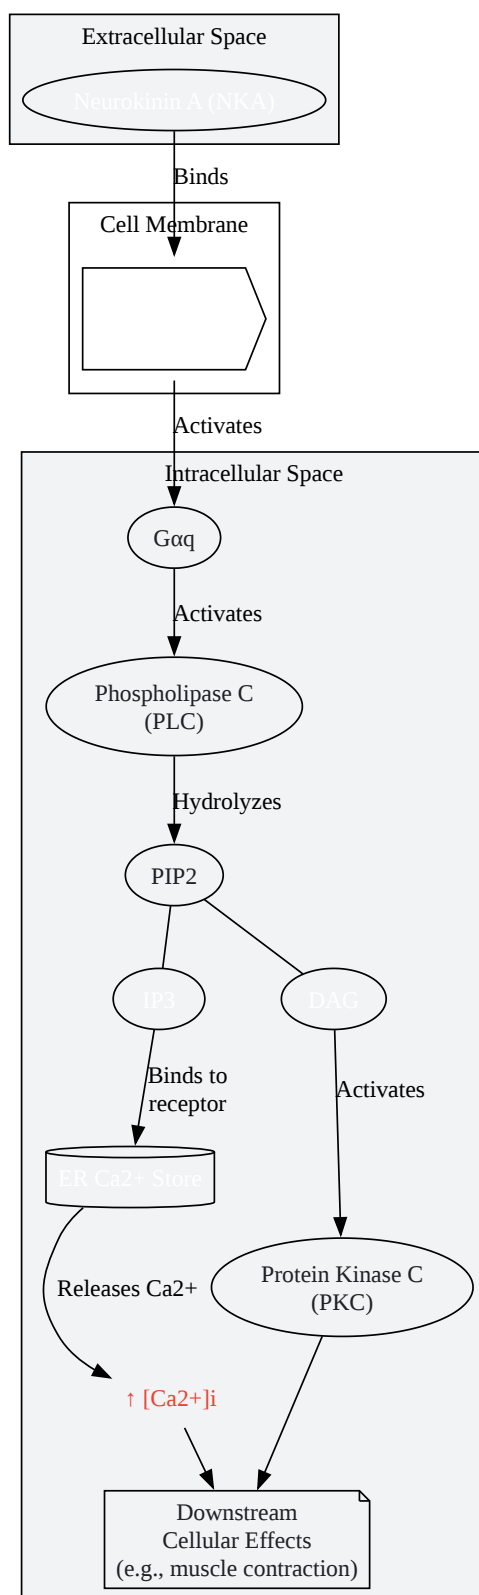 Extracellular Space
Neurokinin A (NKA)
Binds
Cell Membrane
Activates
Intracellular Space
Gαq
Activates
Phospholipase C
(PLC)
Hydrolyzes
PIP2
IP3
DAG
Binds to
receptor
Activates
ER Ca2+ Store
Protein Kinase C
(PKC)
Releases Ca2+
↑ [Ca2+]i
Downstream
Cellular Effects
(e.g., muscle contraction)